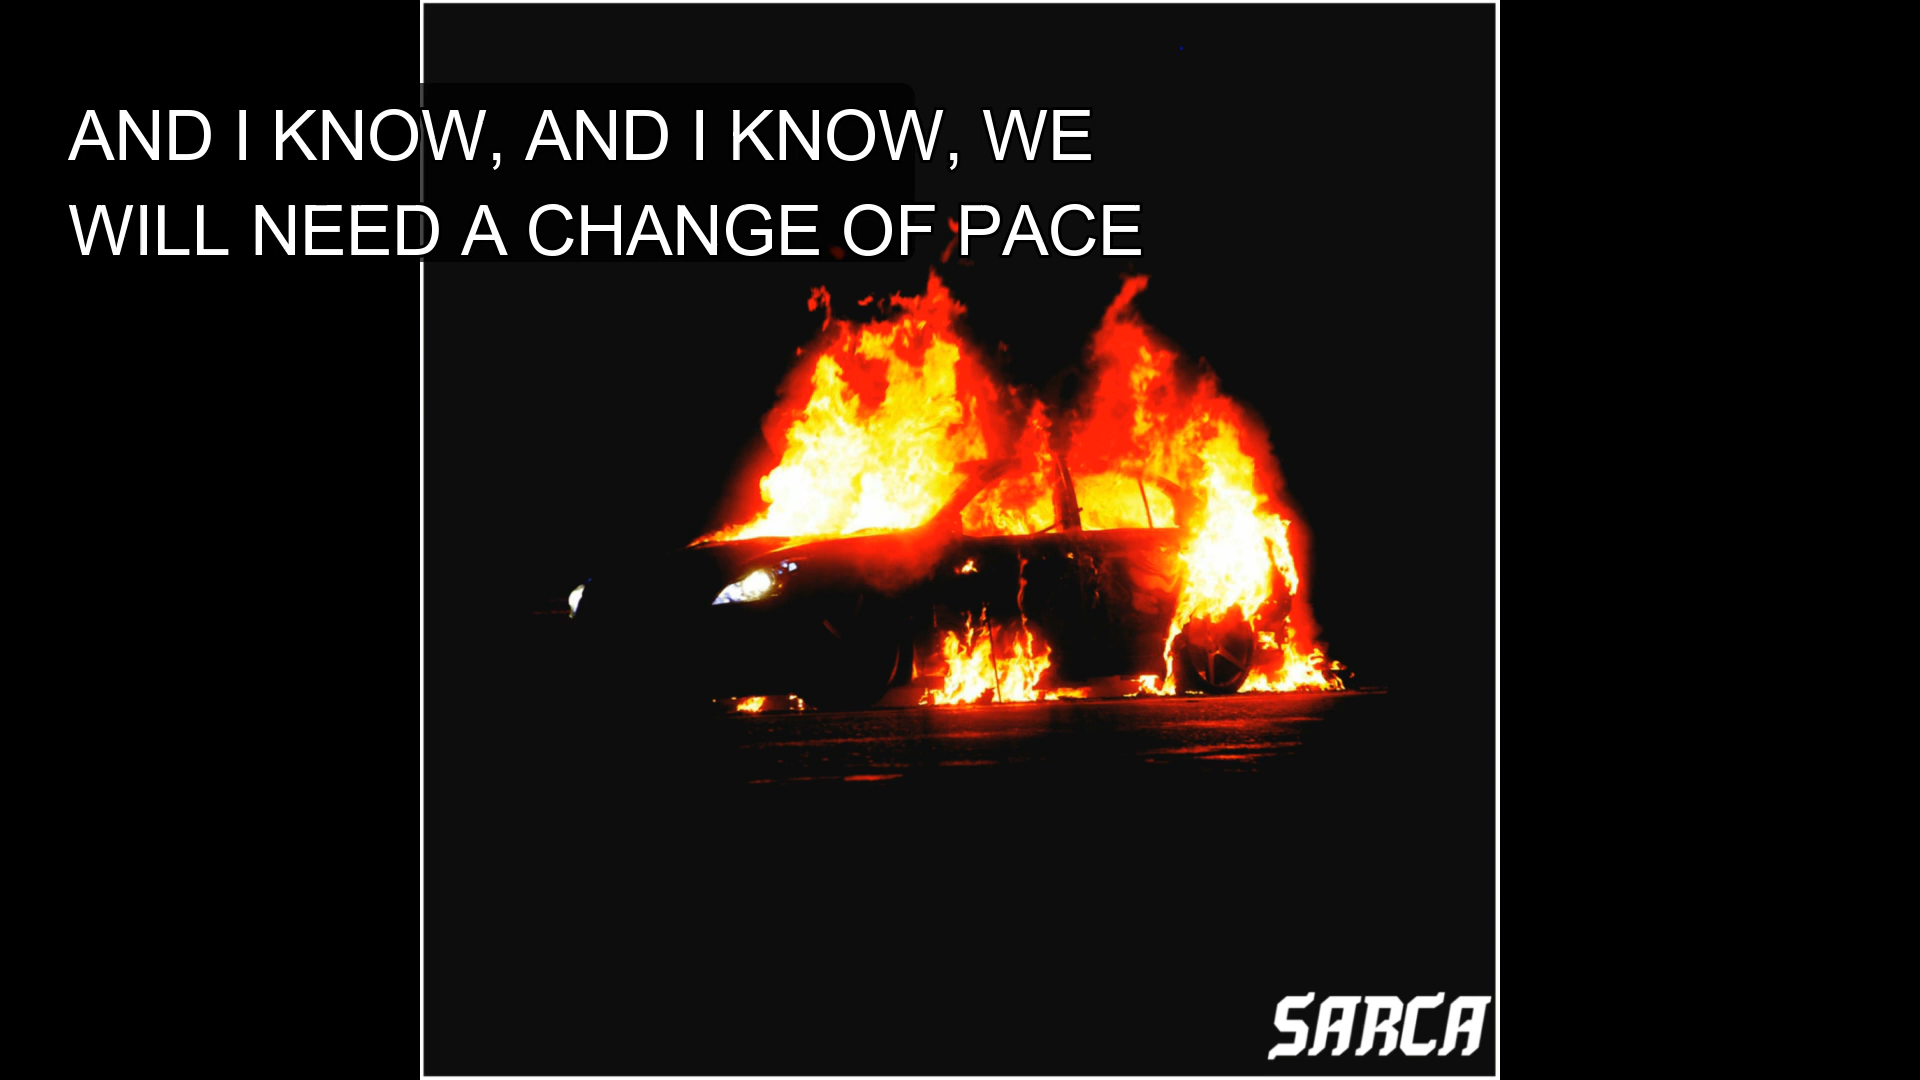 AND I KNOW, AND I KNOW, WE
WILL NEED A CHANGE OF PACE
SARCA